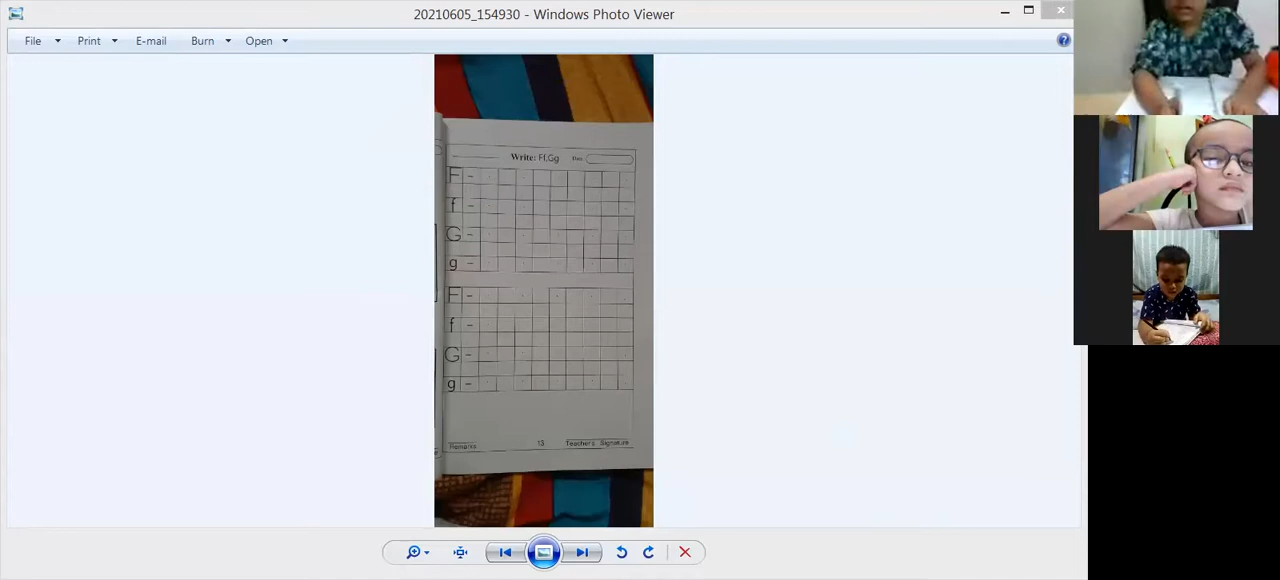 20210605_154930 - Windows Photo Viewer
File Print E-mail Burn Open
Write: Ff,Gg
F -
f -
G -
g -
F -
f -
G -
g -
Remarks 13 Teacher's Signature